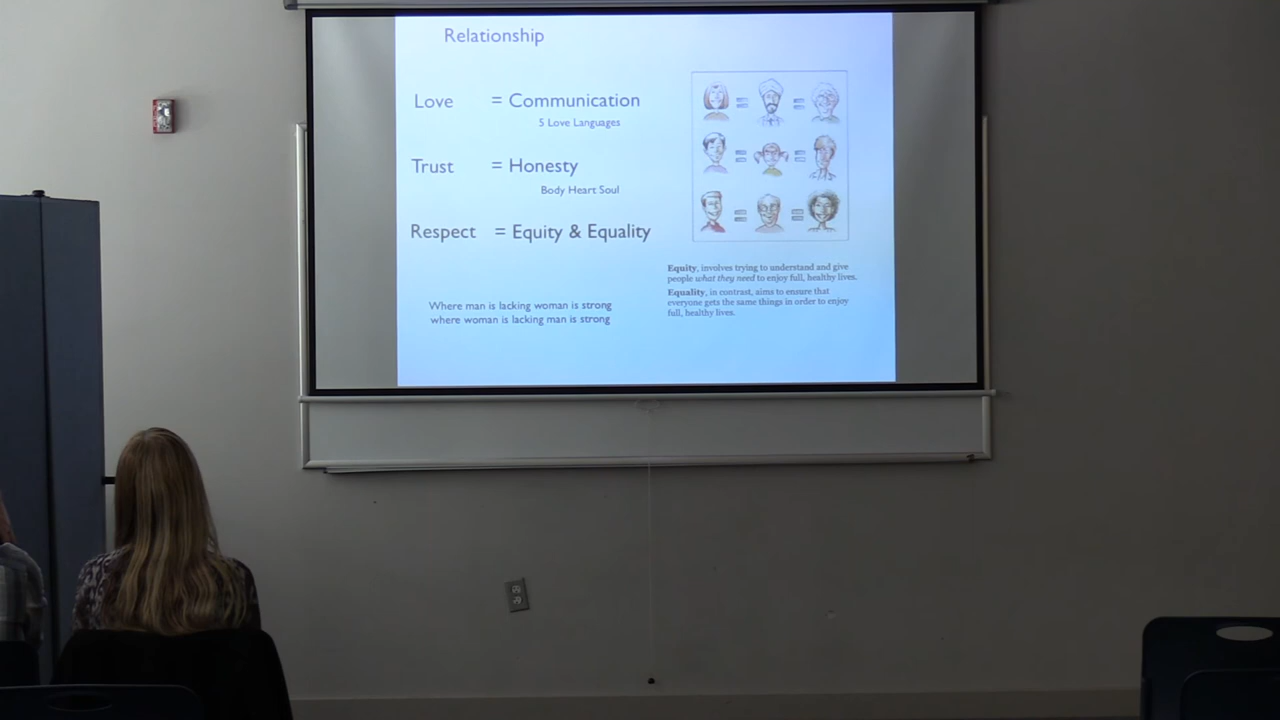 Relationship
Love = Communication
5 Love Languages
Trust = Honesty
Body Heart Soul
Respect = Equity & Equality
Where man is lacking woman is strong
where woman is lacking man is strong
Equity, involves trying to understand and give
people what they need to enjoy full, healthy lives.
Equality, in contrast, aims to ensure that
everyone gets the same things in order to enjoy
full, healthy lives.